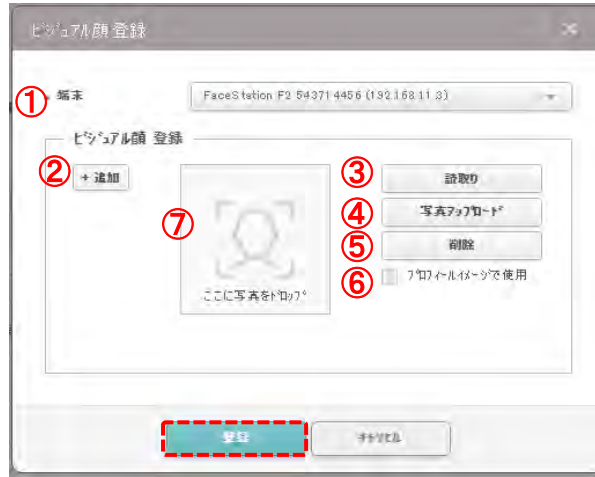 ビジュアル顔 登録
① 端末 FaceStation F2 543714456 (192.168.11.3)
ビジュアル顔 登録
② + 追加
③ 読取り
④ 写真アップロード
⑤ 削除
⑥ プロフィールイメージで使用
⑦
ここに写真をドロップ
登録
キャンセル